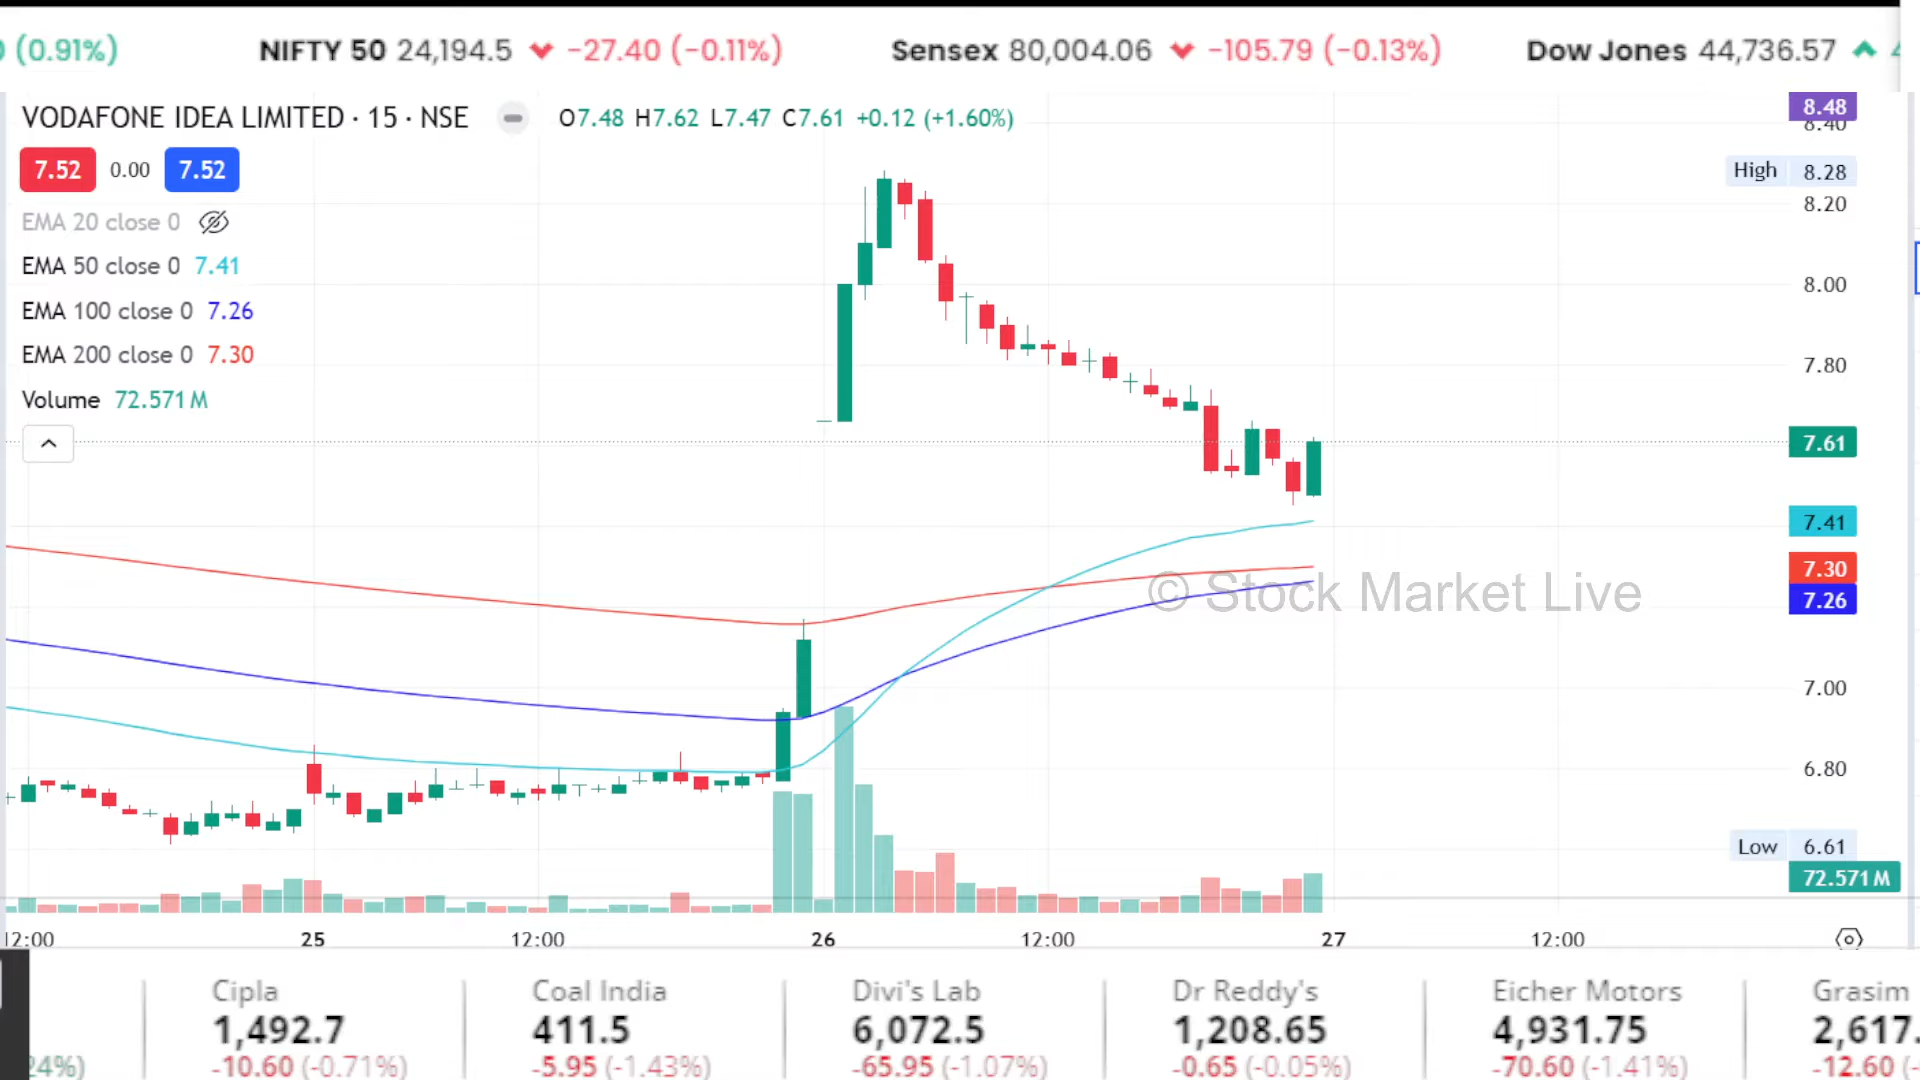 (0.91%) NIFTY 50 24,194.5 -27.40 (-0.11%) Sensex 80,004.06 -105.79 (-0.13%) Dow Jones 44,736.57
VODAFONE IDEA LIMITED · 15 · NSE O7.48 H7.62 L7.47 C7.61 +0.12 (+1.60%)
8.48
8.40
7.52 0.00 7.52
High 8.28
8.20
EMA 20 close 0
EMA 50 close 0 7.41
8.00
EMA 100 close 0 7.26
EMA 200 close 0 7.30
7.80
Volume 72.571 M
7.61
7.41
7.30
© Stock Market Live
7.26
7.00
6.80
Low 6.61
72.571 M
12:00 25 12:00 26 12:00 27 12:00
Cipla Coal India Divi's Lab Dr Reddy's Eicher Motors Grasim
1,492.7 411.5 6,072.5 1,208.65 4,931.75 2,617.
24%) -10.60 (-0.71%) -5.95 (-1.43%) -65.95 (-1.07%) -0.65 (-0.05%) -70.60 (-1.41%) -12.60 (-